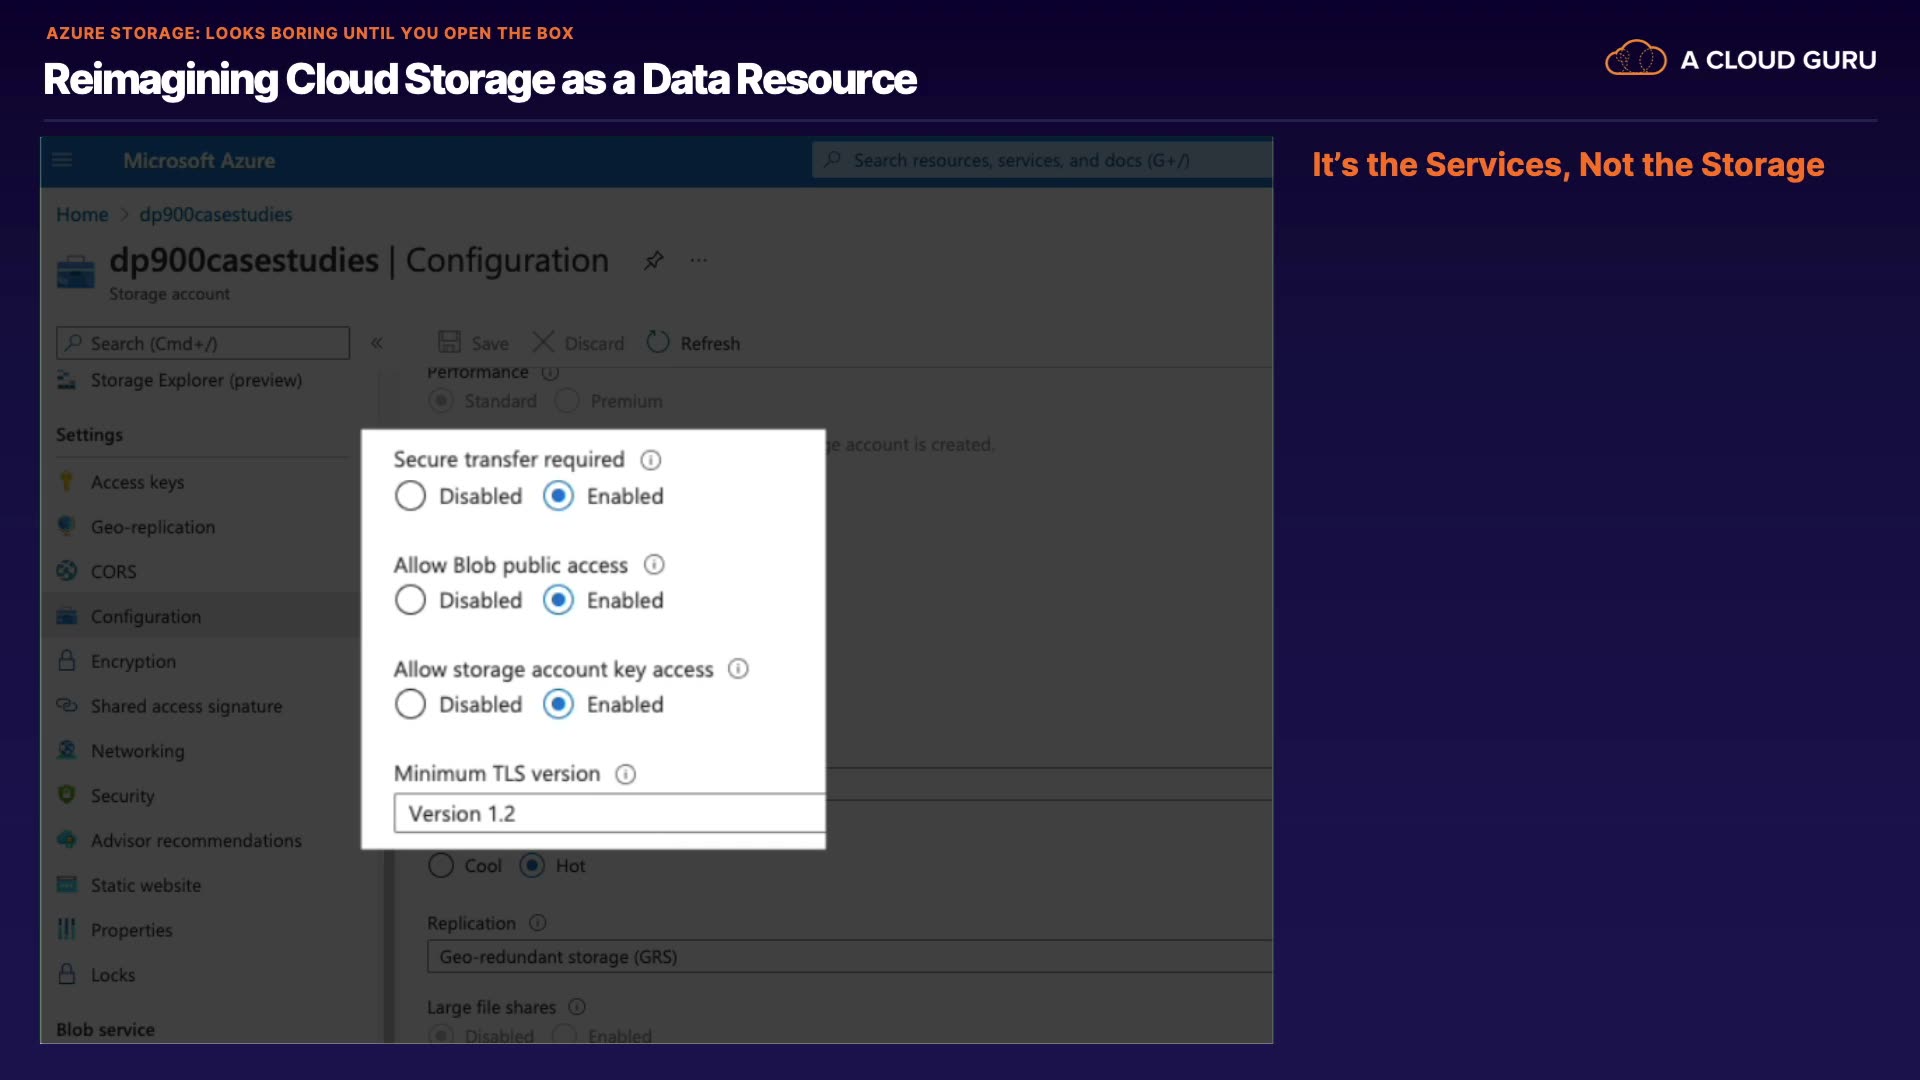 AZURE STORAGE: LOOKS BORING UNTIL YOU OPEN THE BOX
Reimagining Cloud Storage as a Data Resource
A CLOUD GURU
Microsoft Azure
Search resources, services, and docs (G+/)
It's the Services, Not the Storage
Home > dp900casestudies
dp900casestudies | Configuration
Storage account
Search (Cmd+/)
«
Save
Discard
Refresh
Storage Explorer (preview)
Settings
Access keys
Geo-replication
CORS
Configuration
Encryption
Shared access signature
Networking
Security
Advisor recommendations
Static website
Properties
Locks
Blob service
Performance
Standard
Premium
ge account is created.
Secure transfer required
Disabled
Enabled
Allow Blob public access
Disabled
Enabled
Allow storage account key access
Disabled
Enabled
Minimum TLS version
Version 1.2
Cool
Hot
Replication
Geo-redundant storage (GRS)
Large file shares
Disabled
Enabled